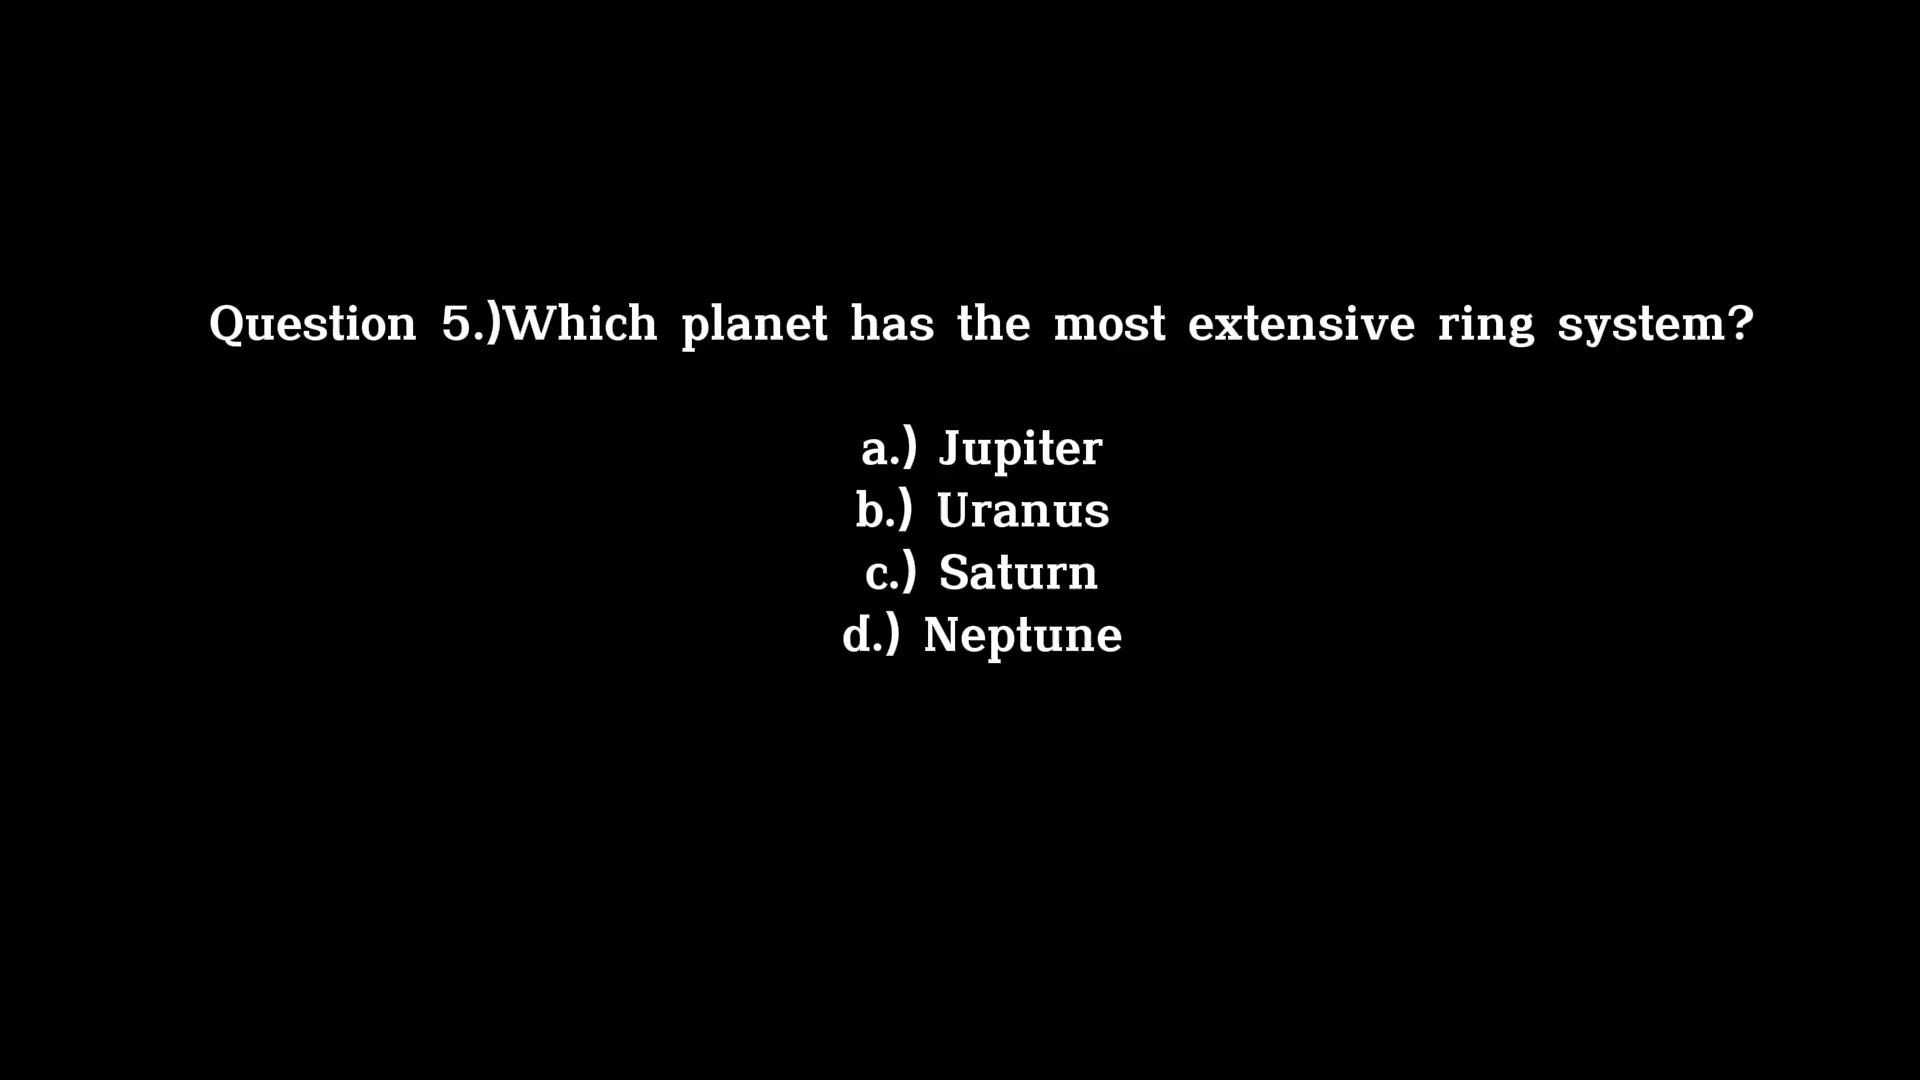 Question 5.)Which planet has the most extensive ring system?
a.) Jupiter
b.) Uranus
c.) Saturn
d.) Neptune